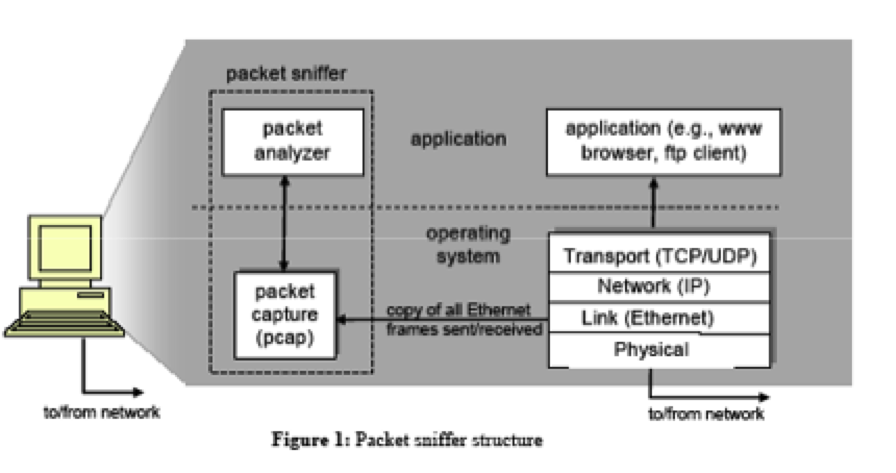 packet sniffer
packet
analyzer
application
application (e.g., www
browser, ftp client)
operating
system
packet
capture
(pcap)
copy of all Ethernet
frames sent/received
Transport (TCP/UDP)
Network (IP)
Link (Ethernet)
Physical
to/from network
to/from network
Figure 1: Packet sniffer structure